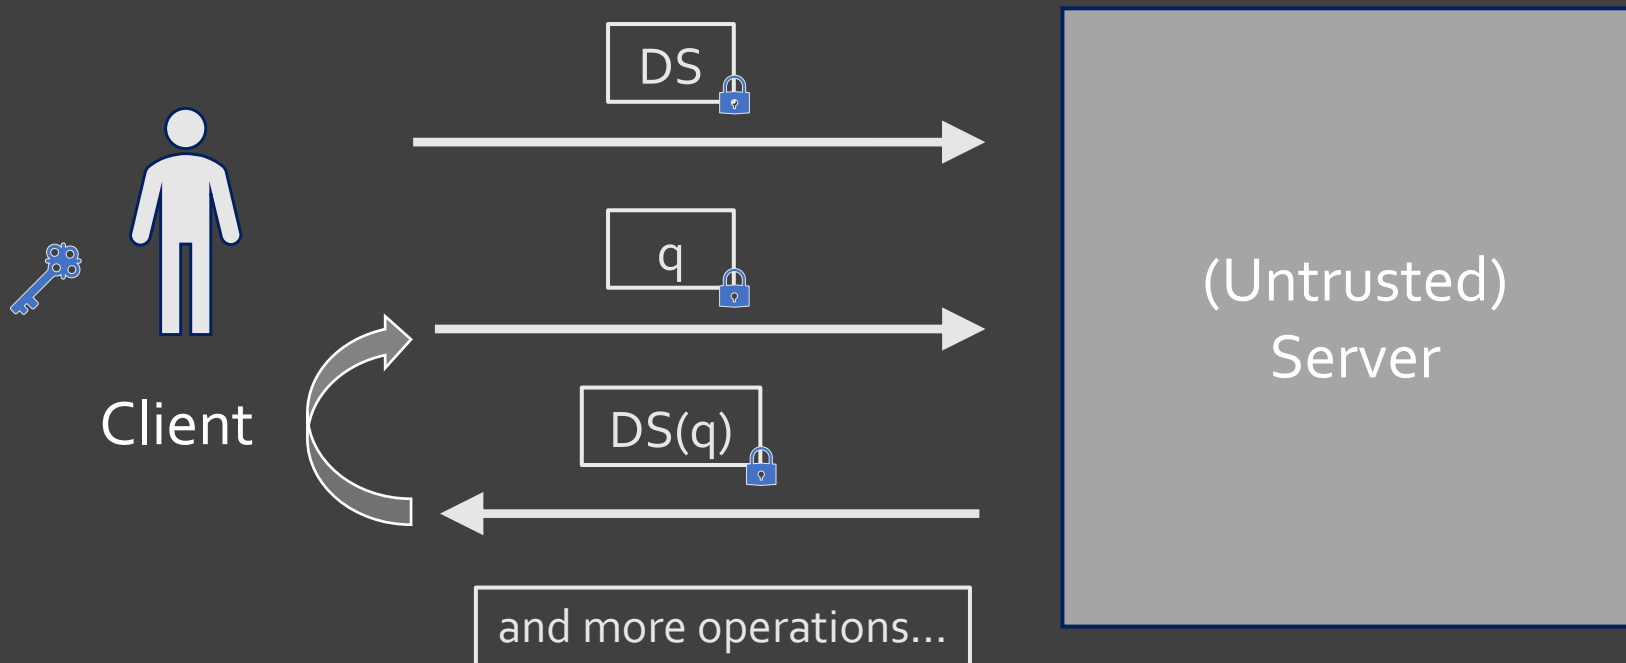 DS
q
(Untrusted)
Server
Client
DS(q)
and more operations...